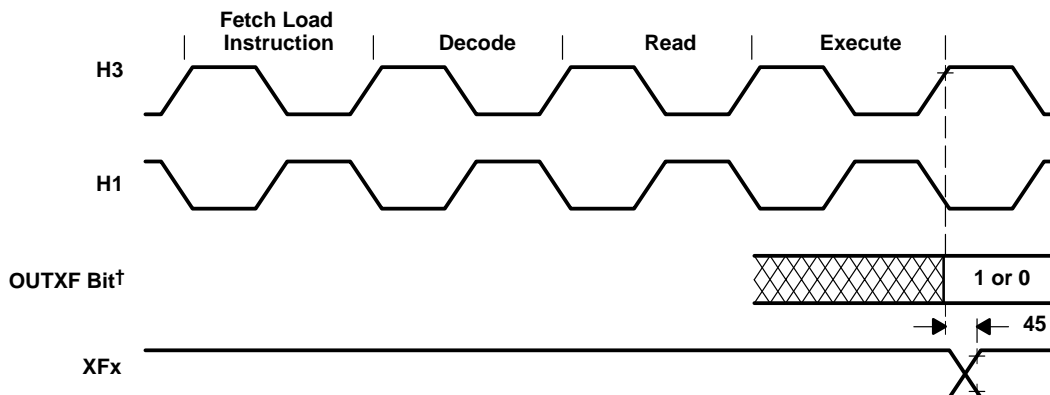 Fetch Load
Instruction
Decode
Read
Execute
H3
H1
OUTXF Bit†
1 or 0
45
XFx